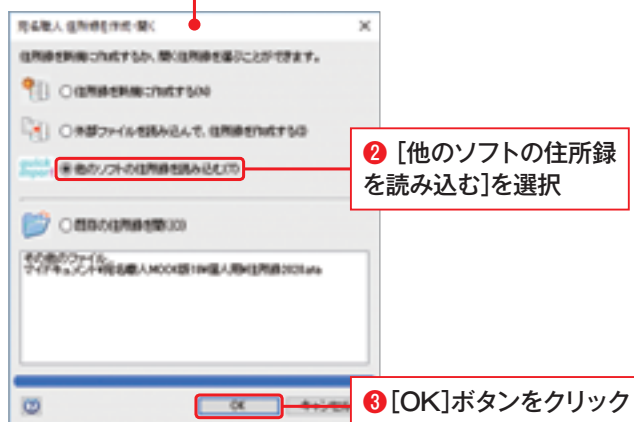 宛名職人 住所録を作成・開く
住所録を新規に作成するか、開く住所録を選ぶことができます。
住所録を新規に作成する(N)
外部ファイルを読み込んで、住所録を作成する(I)
他のソフトの住所録を読み込む(T)
❷ [他のソフトの住所録
を読み込む]を選択
既存の住所録を開く(O)
その他のファイル...
OK
❸ [OK]ボタンをクリック